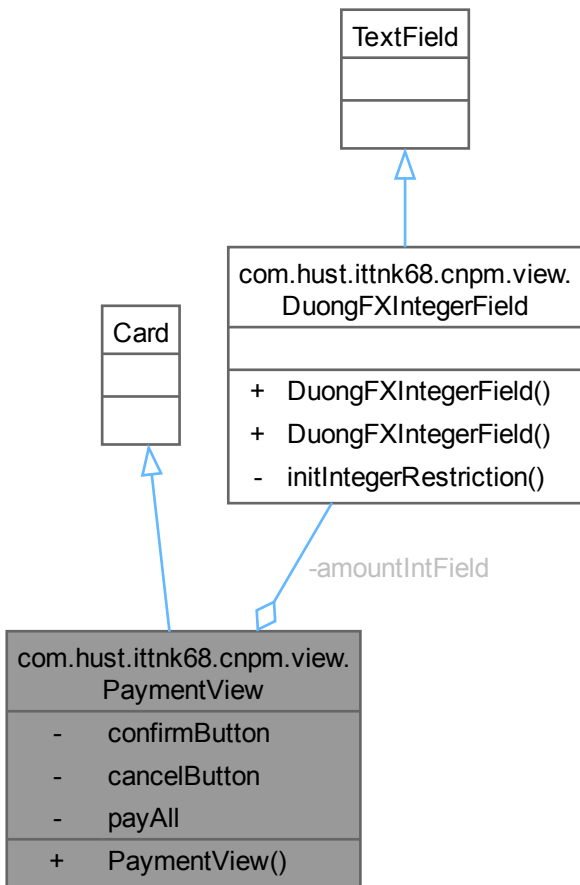 TextField
com.hust.ittnk68.cnpm.view.
DuongFXIntegerField
+ DuongFXIntegerField()
+ DuongFXIntegerField()
- initIntegerRestriction()
Card
-amountIntField
com.hust.ittnk68.cnpm.view.
PaymentView
- confirmButton
- cancelButton
- payAll
+ PaymentView()